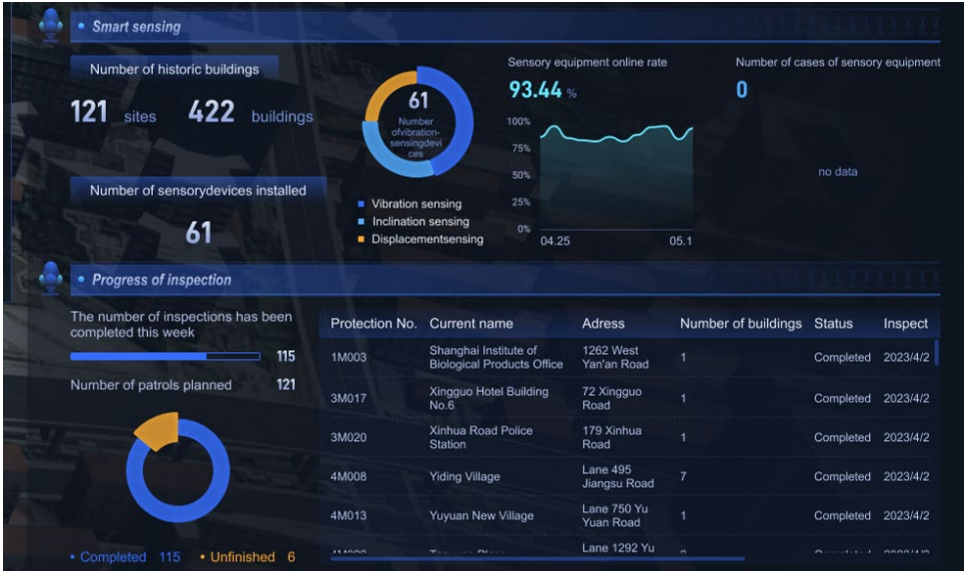 Smart sensing
Number of historic buildings
121 sites 422 buildings
Number of sensorydevices installed
61
61
Number
ofvibration-
sensingdevi
ces
Vibration sensing
Inclination sensing
Displacementsensing
Sensory equipment online rate
93.44 %
100%
75%
50%
25%
0%
04.25 05.1
Number of cases of sensory equipment
0
no data
Progress of inspection
The number of inspections has been
completed this week
115
Number of patrols planned 121
Completed 115 Unfinished 6
Protection No. Current name Adress Number of buildings Status Inspect
1M003 Shanghai Institute of Biological Products Office 1262 West Yan'an Road 1 Completed 2023/4/2
3M017 Xingguo Hotel Building No.6 72 Xingguo Road 1 Completed 2023/4/2
3M020 Xinhua Road Police Station 179 Xinhua Road 1 Completed 2023/4/2
4M008 Yiding Village Lane 495 Jiangsu Road 7 Completed 2023/4/2
4M013 Yuyuan New Village Lane 750 Yu Yuan Road 1 Completed 2023/4/2
Lane 1292 Yu